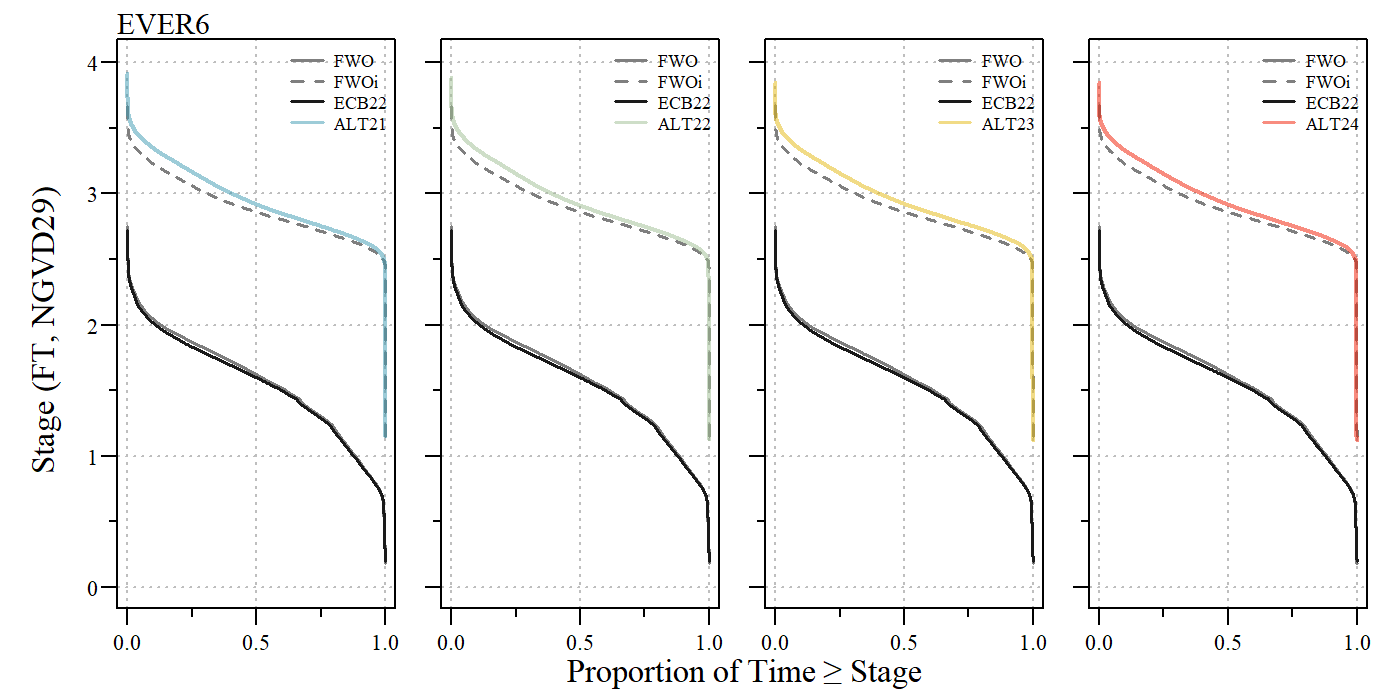 EVER6
Stage (FT, NGVD29)
4
3
2
1
0
FWO
FWOi
ECB22
ALT21
0.0 0.5 1.0
FWO
FWOi
ECB22
ALT22
0.0 0.5 1.0
FWO
FWOi
ECB22
ALT23
0.0 0.5 1.0
FWO
FWOi
ECB22
ALT24
0.0 0.5 1.0
Proportion of Time ≥ Stage